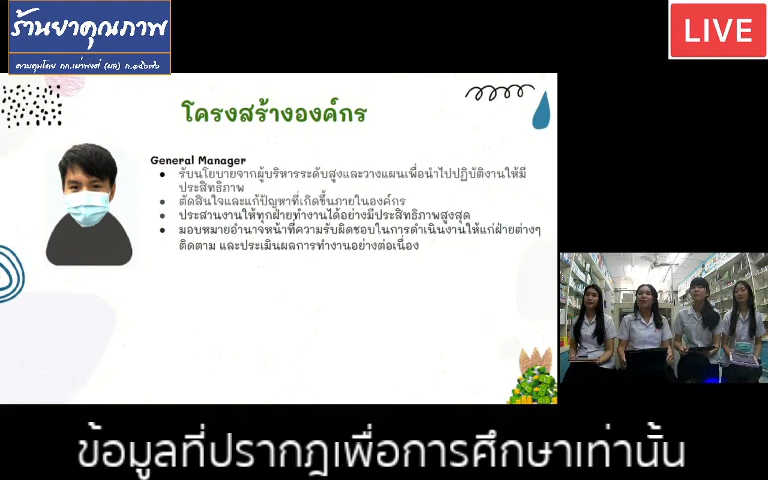 ร้านยาคุณภาพ
LIVE
โครงสร้างองค์กร
General Manager
รับนโยบายจากผู้บริหารระดับสูงและวางแผนเพื่อนำไปปฏิบัติงานให้มี
ประสิทธิภาพ
ตัดสินใจและแก้ปัญหาที่เกิดขึ้นภายในองค์กร
ประสานงานให้ทุกฝ่ายทำงานได้อย่างมีประสิทธิภาพสูงสุด
มอบหมายอำนาจหน้าที่ความรับผิดชอบในการดำเนินงานให้แก่ฝ่ายต่างๆ
ติดตาม และประเมินผลการทำงานอย่างต่อเนื่อง
ข้อมูลที่ปรากฎเพื่อการศึกษาเท่านั้น